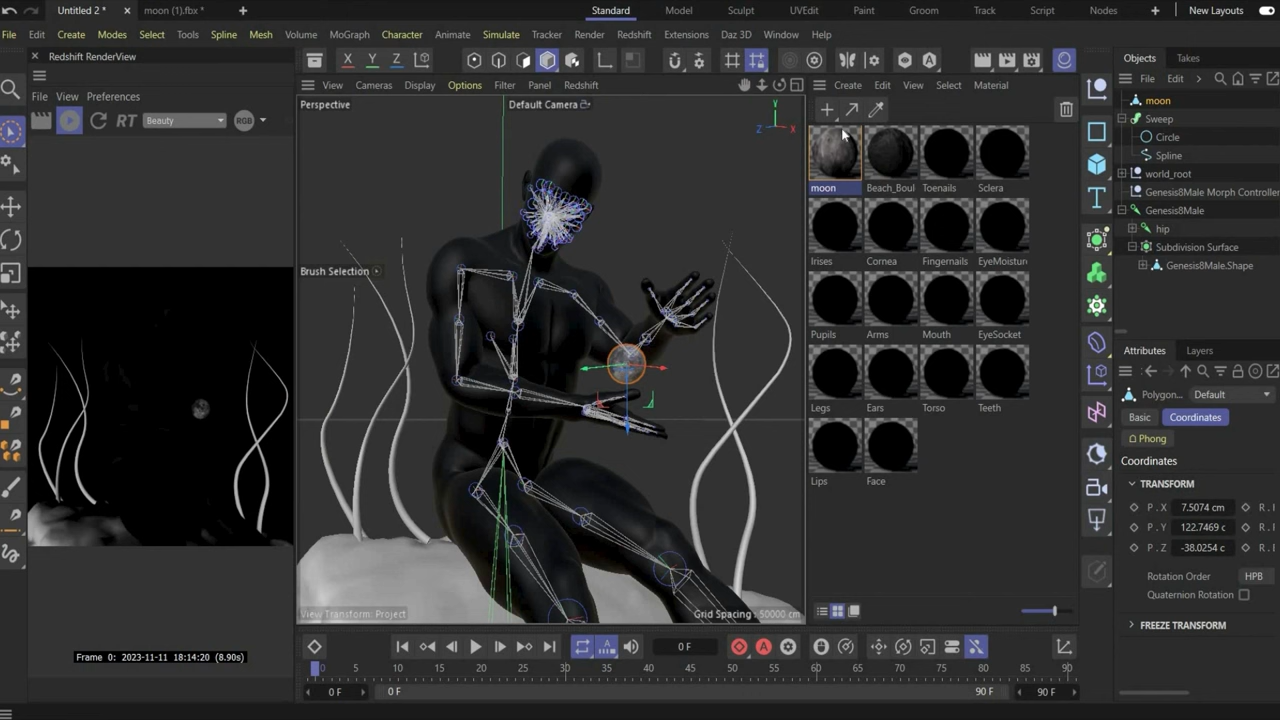 Untitled 2 *
moon (1).fbx *
Standard
Model
Sculpt
UVEdit
Paint
Groom
Track
Script
Nodes
New Layouts
File Edit Create Modes Select Tools Spline Mesh Volume MoGraph Character Animate Simulate Tracker Render Redshift Extensions Daz 3D Window Help
Redshift RenderView
X Y Z
Objects Takes
View Cameras Display Options Filter Panel Redshift
Create Edit View Select Material
File Edit
File View Preferences
Perspective
Default Camera
RT
Beauty
RGB
Y
Z X
moon
Sweep
Circle
Spline
world_root
Genesis8Male Morph Controller
Genesis8Male
hip
Subdivision Surface
Genesis8Male.Shape
moon Beach_Boul Toenails Sclera
Irises Cornea Fingernails EyeMoistur
Pupils Arms Mouth EyeSocket
Legs Ears Torso Teeth
Lips Face
Brush Selection
Attributes Layers
Polygon...
Default
Basic Coordinates
Phong
Coordinates
TRANSFORM
P . X 7.5074 cm R .
P . Y 122.7469 c R .
P . Z -38.0254 c R .
Rotation Order HPB
Quaternion Rotation
FREEZE TRANSFORM
View Transform: Project
Grid Spacing : 50000 cm
Frame 0: 2023-11-11 18:14:20 (8.90s)
0 F
0 5 10 15 20 25 30 35 40 45 50 55 60 65 70 75 80 85 90
0 F
0 F
90 F
90 F